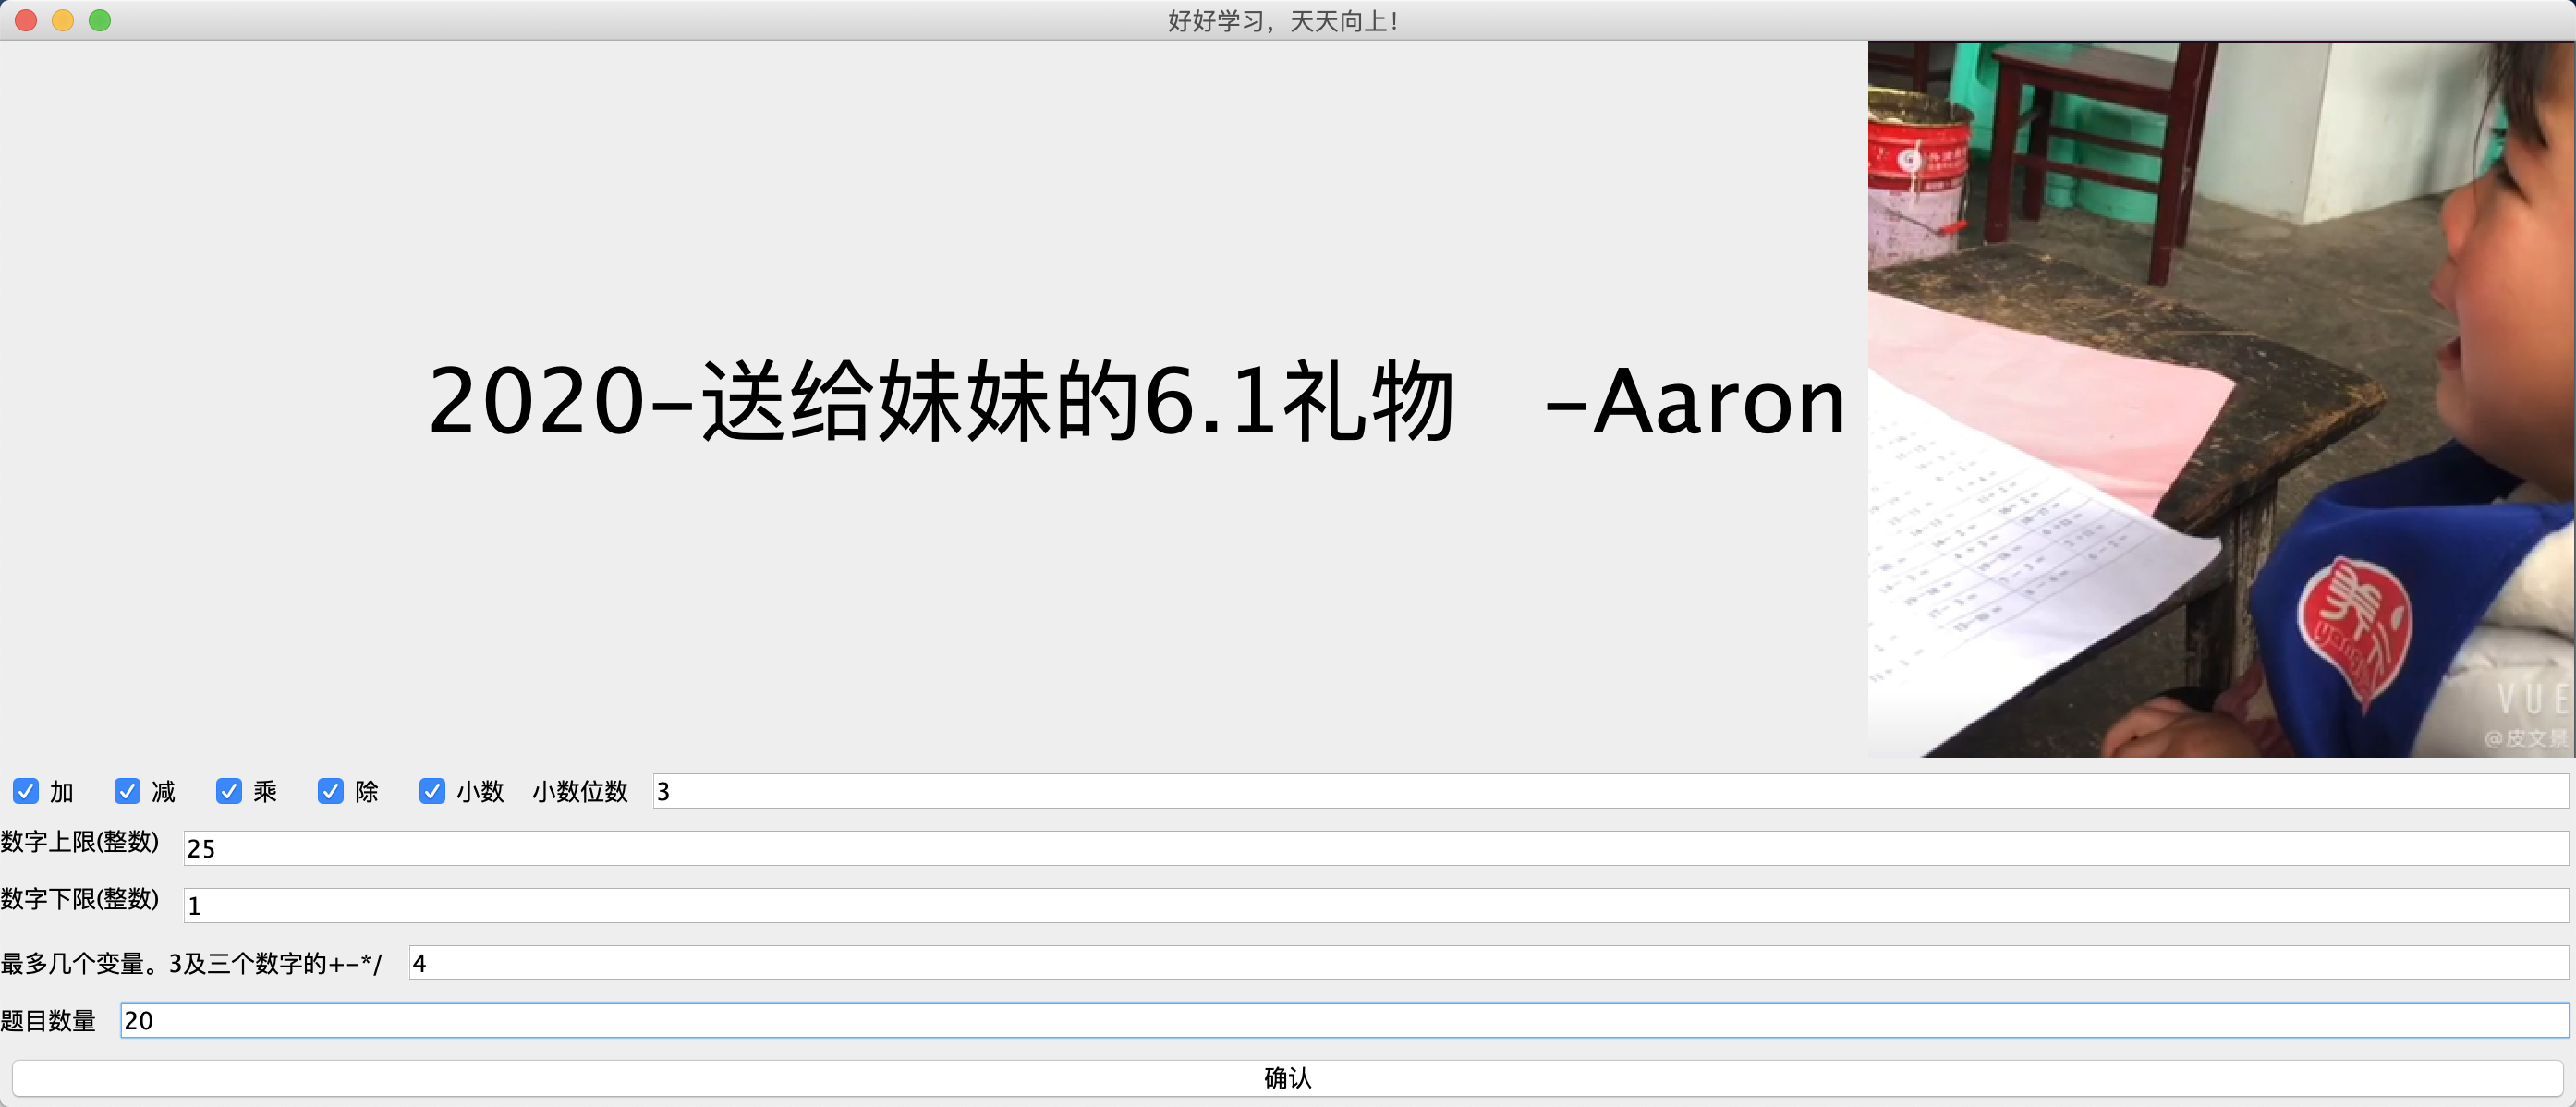 好好学习，天天向上！
2020-送给妹妹的6.1礼物 -Aaron
VUE
@皮文景
加 减 乘 除 小数 小数位数 3
数字上限(整数) 25
数字下限(整数) 1
最多几个变量。3及三个数字的+-*/ 4
题目数量 20
确认